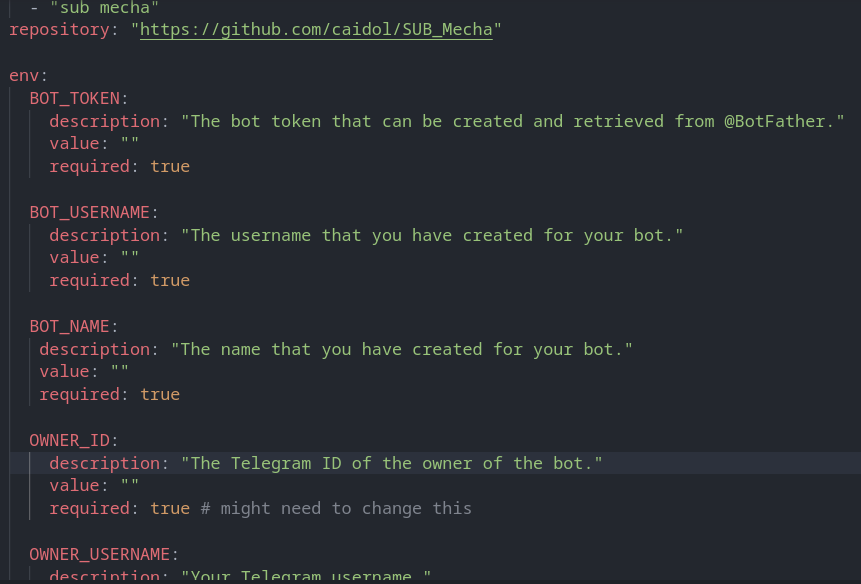 - "sub mecha"
repository: "https://github.com/caidol/SUB_Mecha"

env:
  BOT_TOKEN:
    description: "The bot token that can be created and retrieved from @BotFather."
    value: ""
    required: true

  BOT_USERNAME:
    description: "The username that you have created for your bot."
    value: ""
    required: true

  BOT_NAME:
   description: "The name that you have created for your bot."
   value: ""
   required: true

  OWNER_ID:
    description: "The Telegram ID of the owner of the bot."
    value: ""
    required: true # might need to change this

  OWNER_USERNAME:
    description: "Your Telegram username."